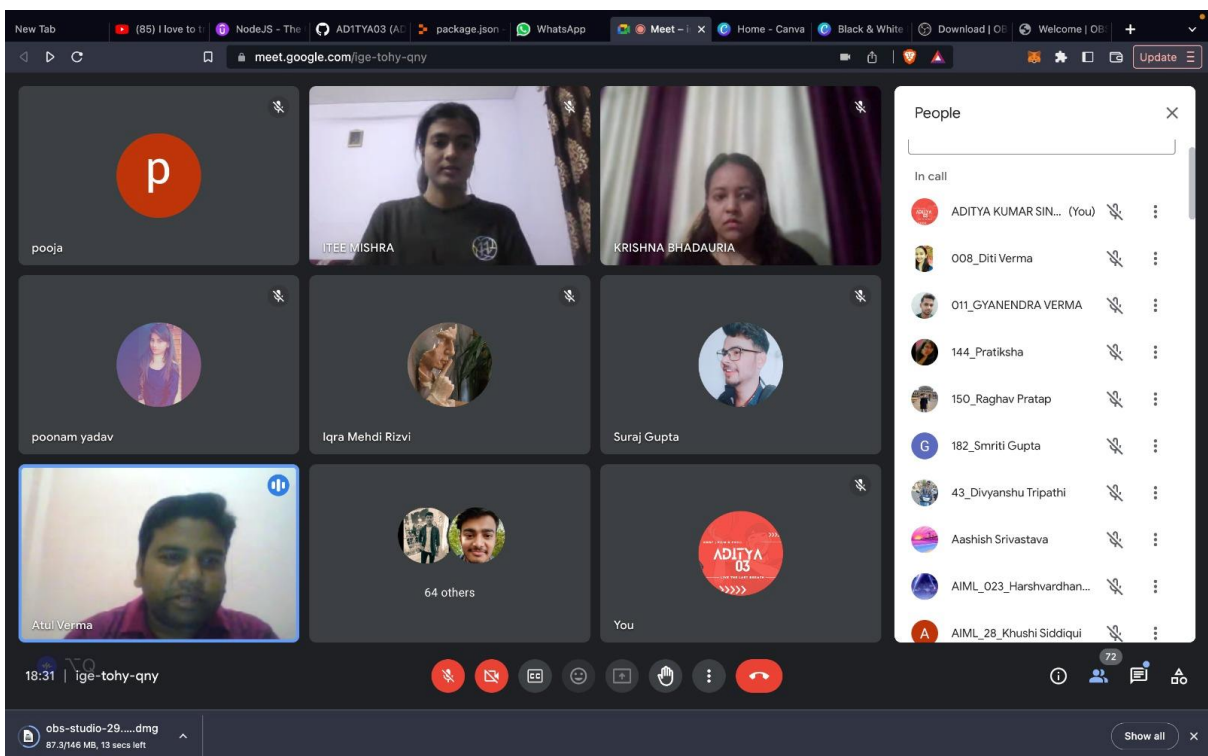 New Tab
(85) I love to t
NodeJS - The
AD1TYA03 (AD
package.json -
WhatsApp
Meet – i
Home - Canva
Black & White
Download | OB
Welcome | OB
meet.google.com/ige-tohy-qny
Update
p
pooja
ITEE MISHRA
KRISHNA BHADAURIA
poonam yadav
Iqra Mehdi Rizvi
Suraj Gupta
Atul Verma
64 others
ADITYA
03
You
People
In call
ADITYA KUMAR SIN... (You)
008_Diti Verma
011_GYANENDRA VERMA
144_Pratiksha
150_Raghav Pratap
G
182_Smriti Gupta
43_Divyanshu Tripathi
Aashish Srivastava
AIML_023_Harshvardhan...
A
AIML_28_Khushi Siddiqui
18:31 | ige-tohy-qny
CC
72
obs-studio-29.....dmg
87.3/146 MB, 13 secs left
Show all